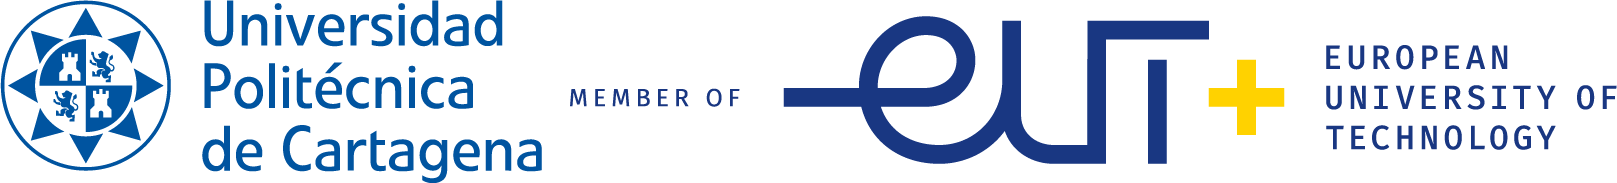 Universidad
Politécnica
de Cartagena
MEMBER OF
eut+
EUROPEAN
UNIVERSITY OF
TECHNOLOGY